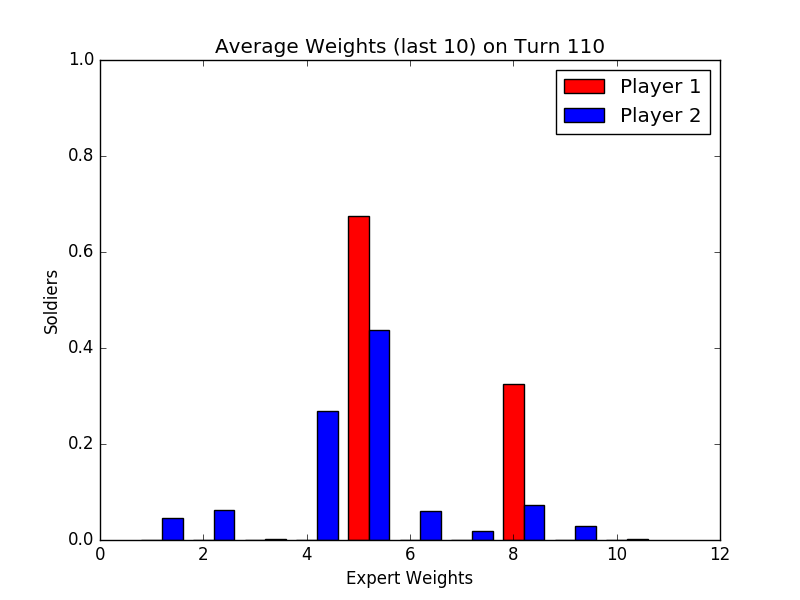 Average Weights (last 10) on Turn 110
1.0
Player 1
Player 2
0.8
0.6
Soldiers
0.4
0.2
0.0
0 2 4 6 8 10 12
Expert Weights